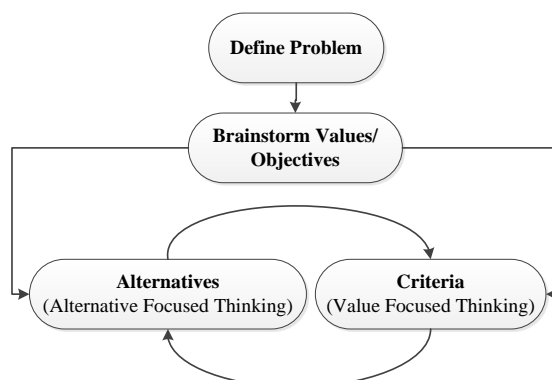 Define Problem
Brainstorm Values/
Objectives
Alternatives
(Alternative Focused Thinking)
Criteria
(Value Focused Thinking)